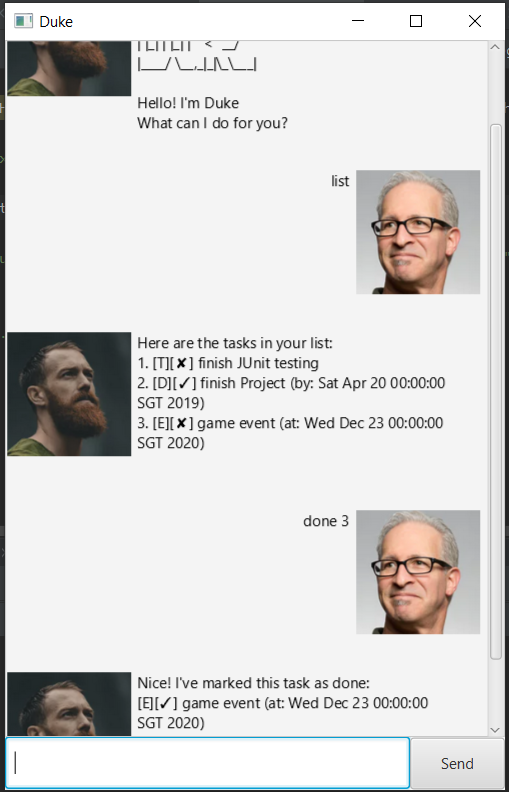 Duke
| |_| | |_| |   <   __/
|____/ \__,_|_|\_\___|
Hello! I'm Duke
What can I do for you?
list
Here are the tasks in your list:
1. [T][✘] finish JUnit testing
2. [D][✓] finish Project (by: Sat Apr 20 00:00:00
SGT 2019)
3. [E][✘] game event (at: Wed Dec 23 00:00:00
SGT 2020)
done 3
Nice! I've marked this task as done:
[E][✓] game event (at: Wed Dec 23 00:00:00
SGT 2020)
Send